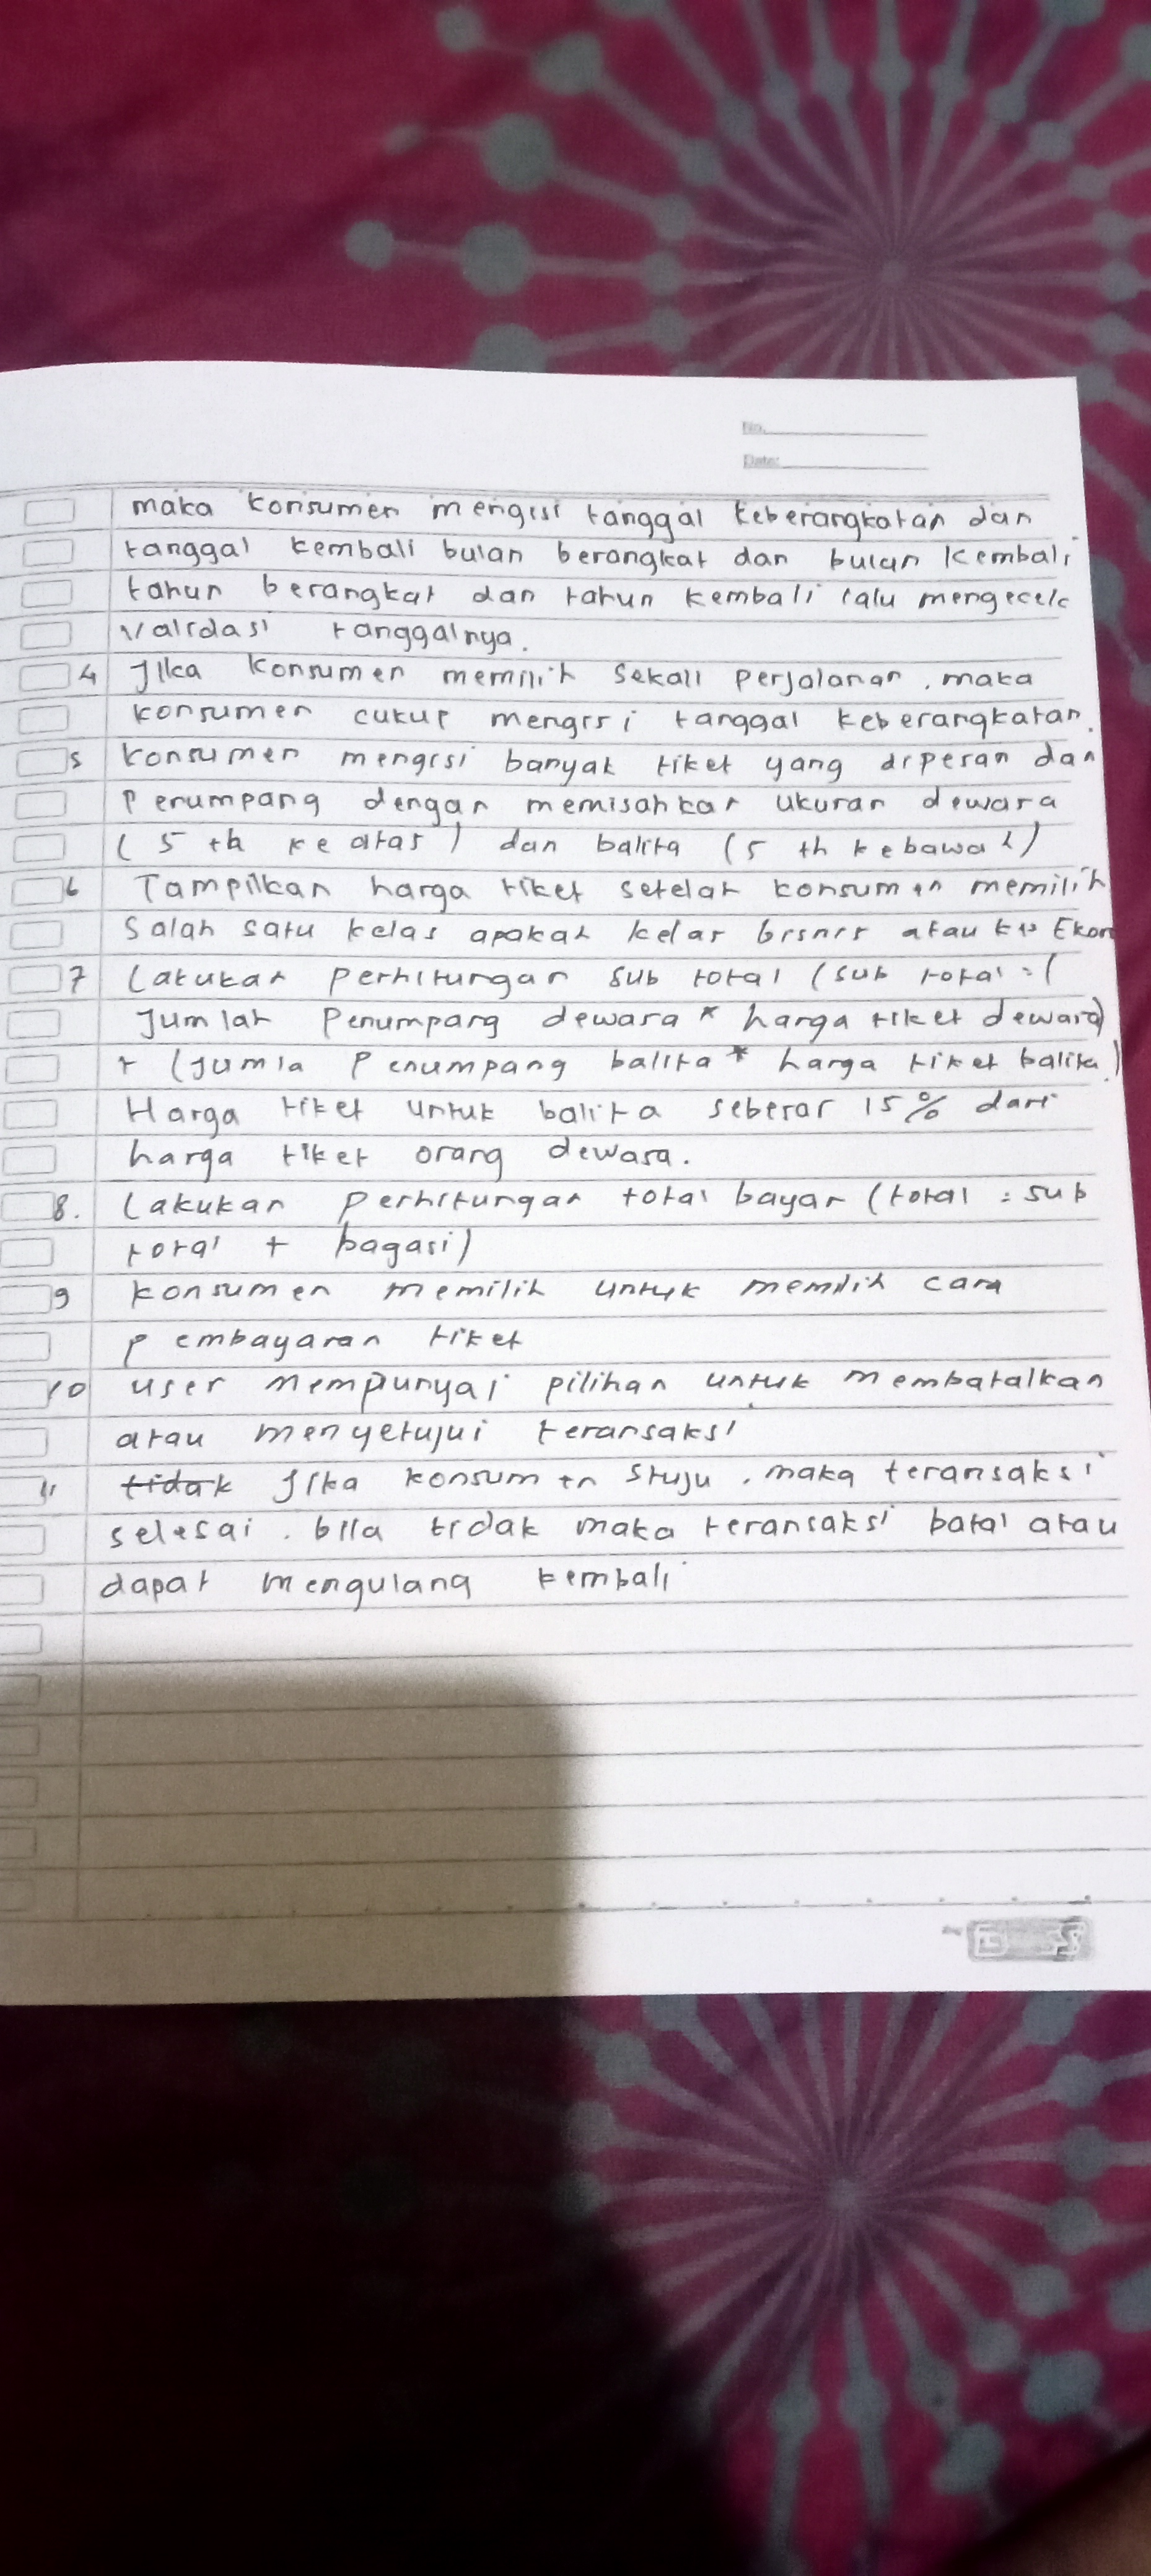 No.
Date:
maka konsumen mengisi tanggal keberangkatan dan
tanggal kembali bulan berangkat dan bulan kembali
tahun berangkat dan tahun kembali lalu mengecek
validasi tanggalnya.
4 Jika konsumen memilih sekali perjalanan, maka
konsumen cukup mengisi tanggal keberangkatan.
5 konsumen mengisi banyak tiket yang dipesan dan
Penumpang dengan memisahkan ukuran dewasa
( 5 th ke atas ) dan balita (5 th kebawah)
6 Tampilkan harga tiket setelah konsumen memilih
Salah satu kelas apakah kelas bisnis atau Ekon
7 Lakukan perhitungan sub total (sub total = (
Jumlah Penumpang dewasa * harga tiket dewasa)
+ (jumla Penumpang balita * harga tiket balita.)
Harga tiket untuk balita sebesar 15% dari
harga tiket orang dewasa.
8. Lakukan perhitungan total bayar (total = sub
total + bagasi)
9 konsumen memilih untuk memilih cara
pembayaran tiket
10 user mempunyai pilihan untuk membatalkan
atau menyetujui teransaksi
11 tidak Jika konsumen stuju, maka teransaksi
selesai. bila tidak maka teransaksi batal atau
dapat mengulang kembali